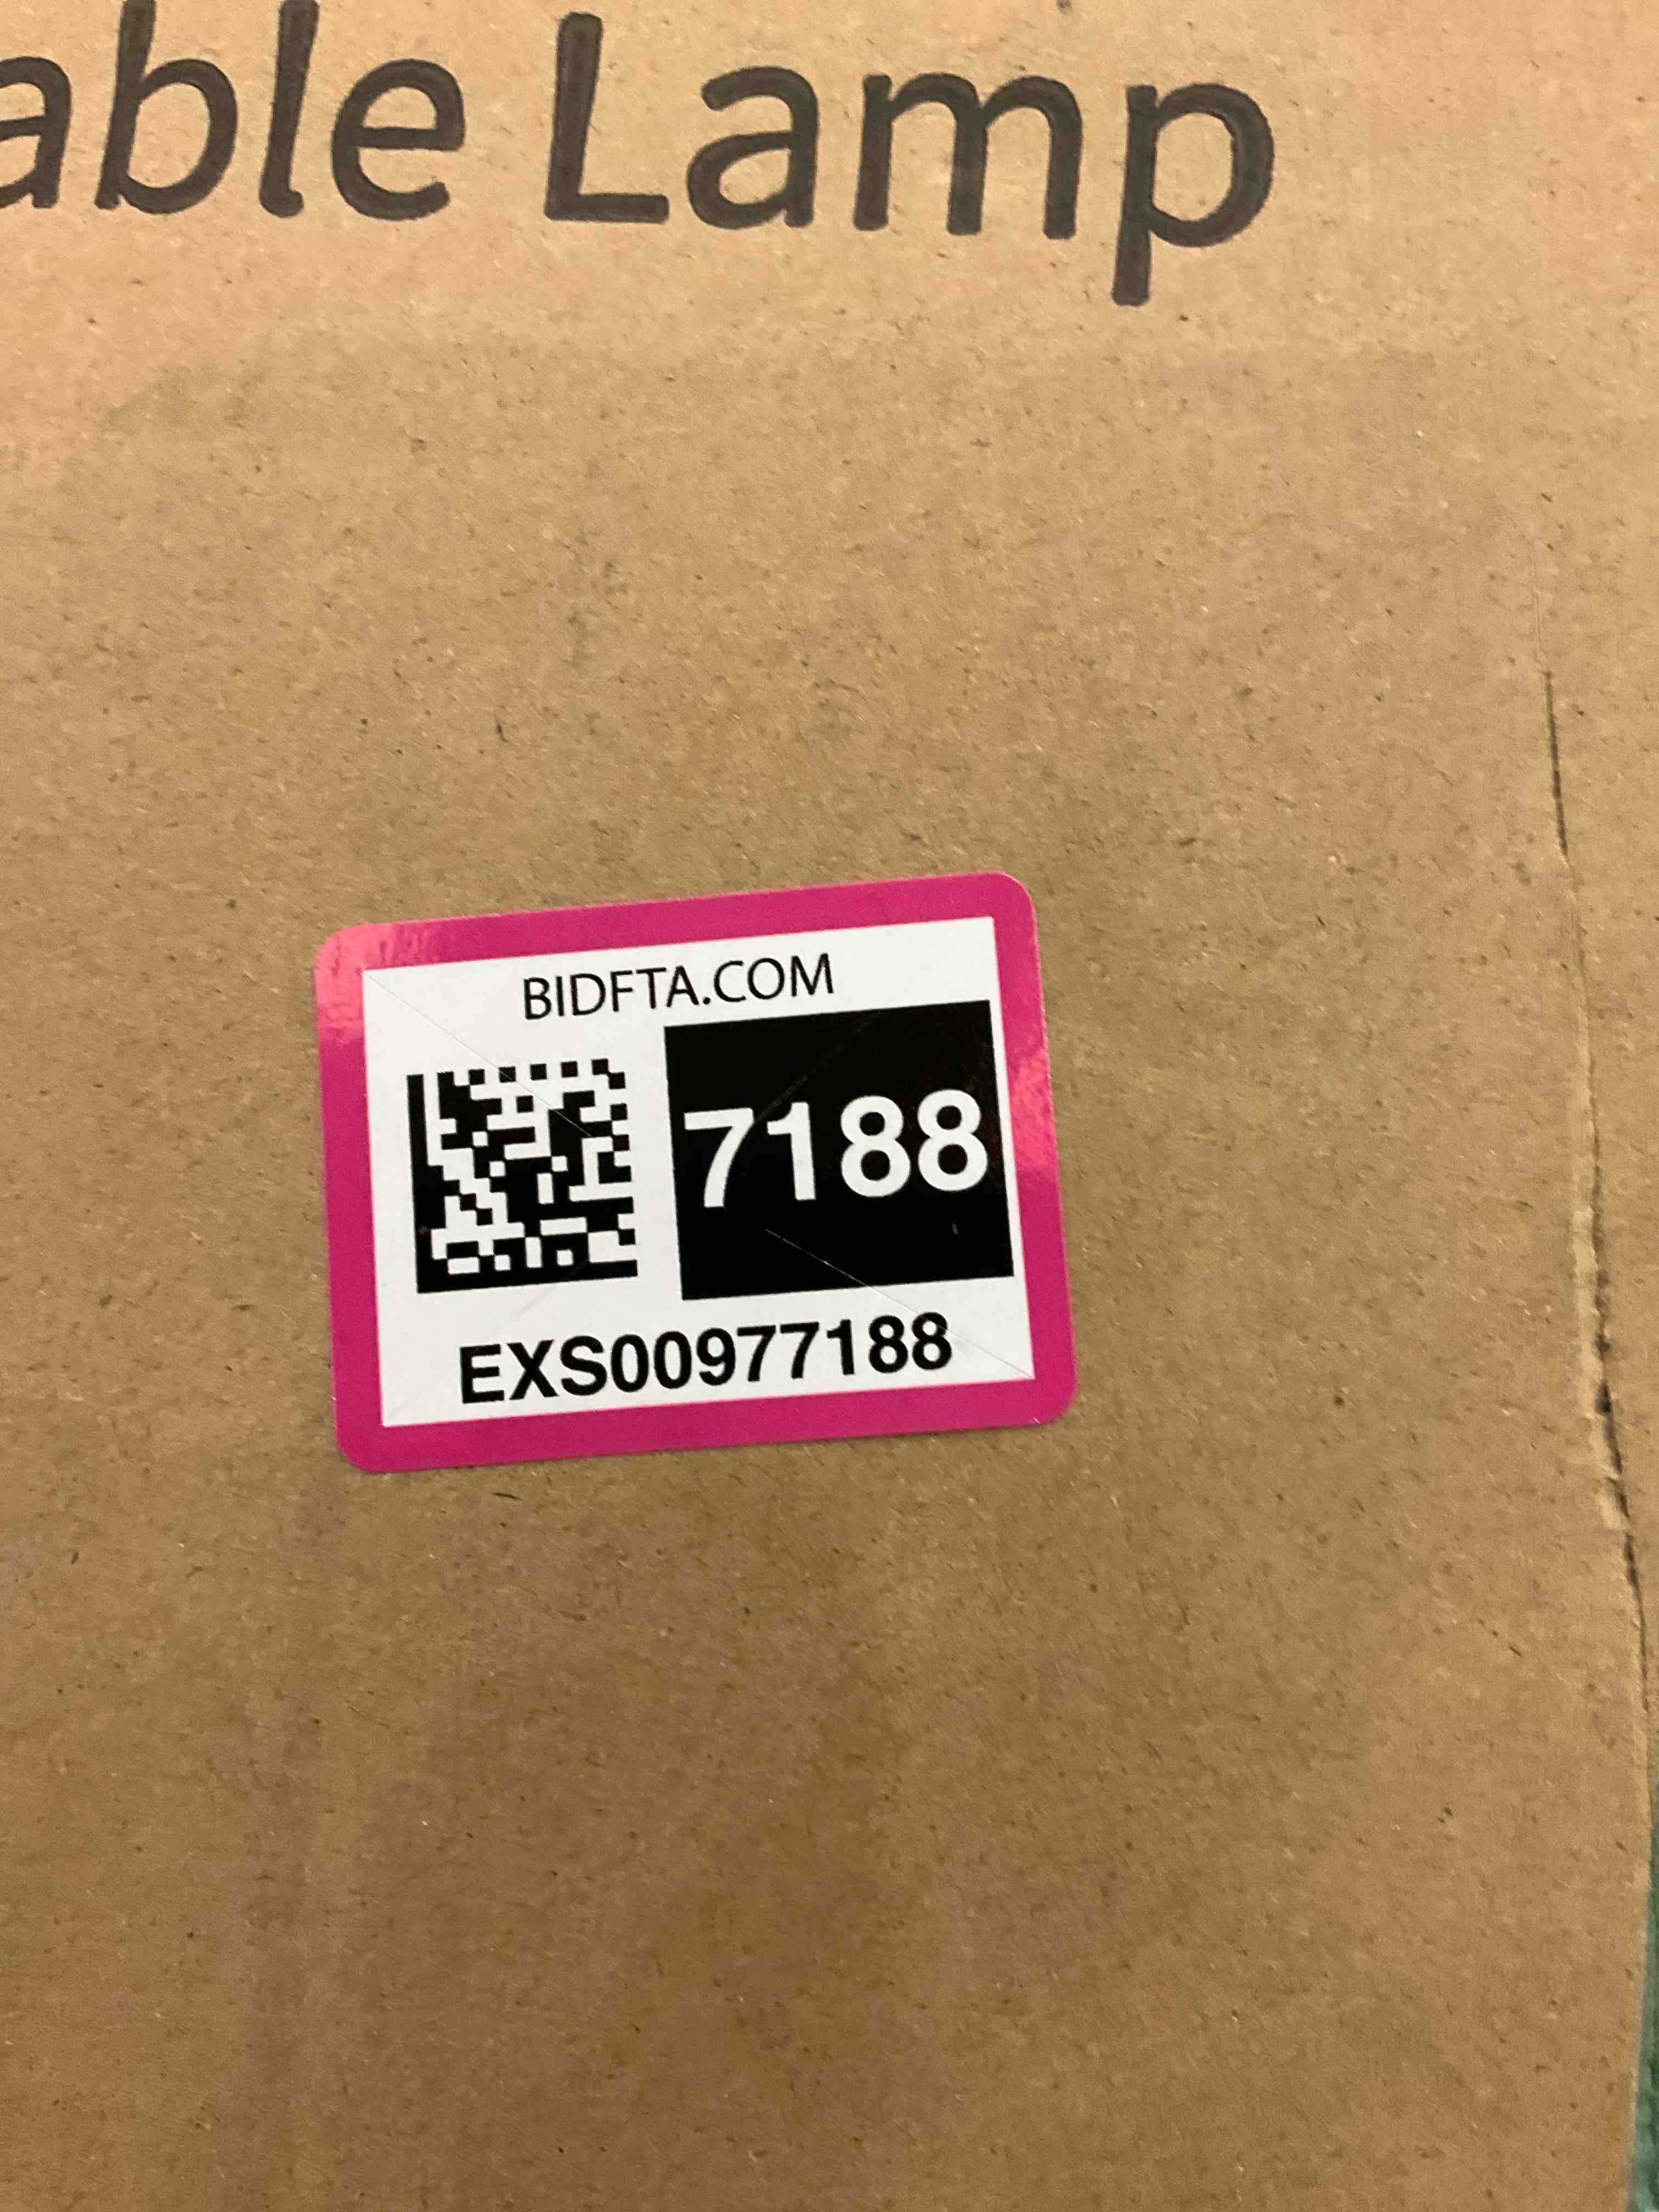 able Lamp
BIDFTA.COM
7188
EXS00977188